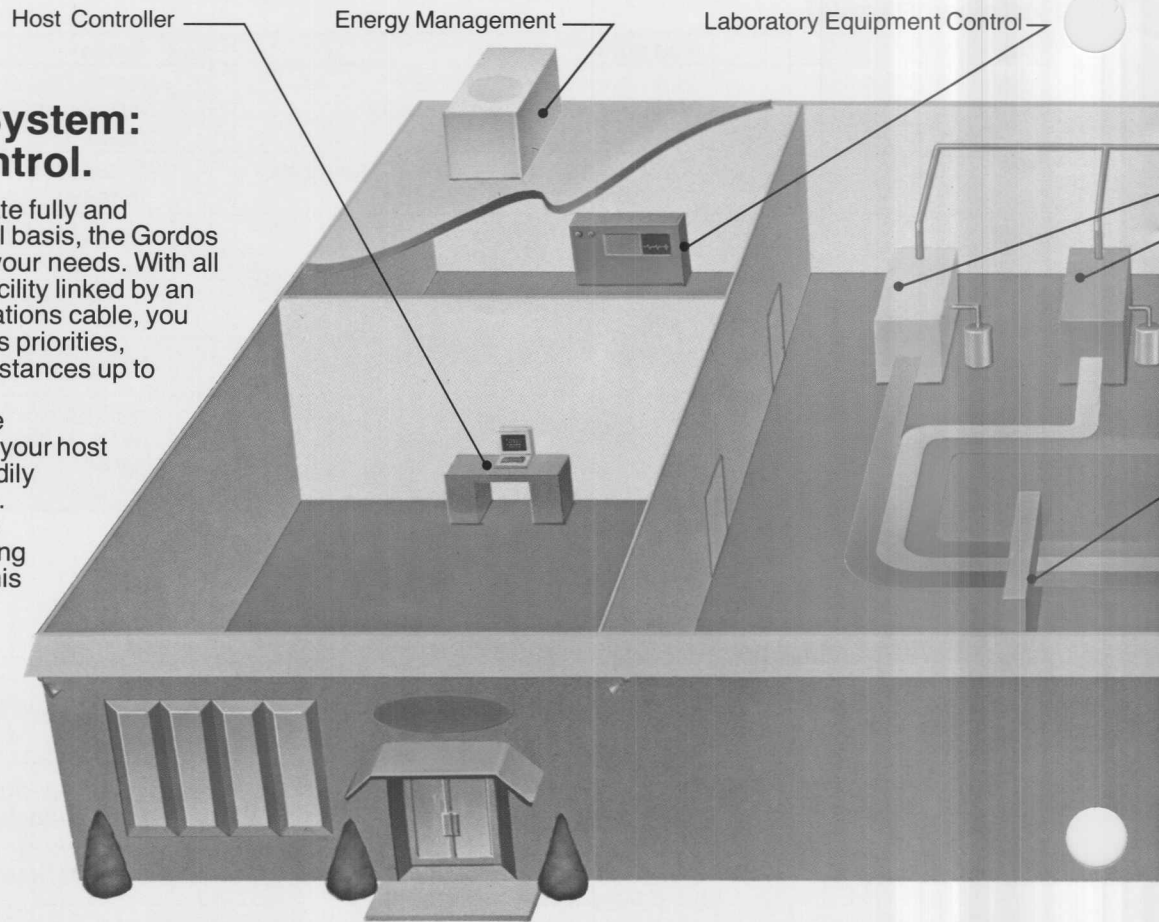 Host Controller
Energy Management
Laboratory Equipment Control
ystem:
ntrol.
te fully and
l basis, the Gordos
your needs. With all
cility linked by an
ations cable, you
s priorities,
stances up to
e
your host
dily
.
ng
is